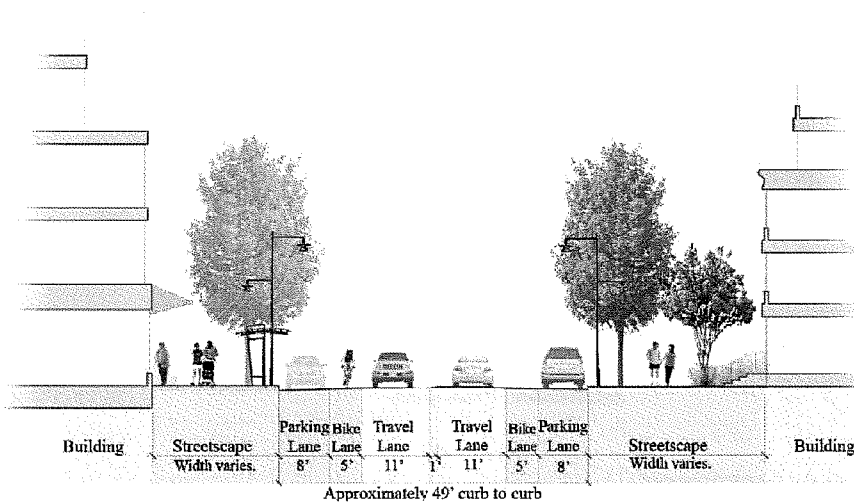 Building
Streetscape
Width varies.
Parking
Lane
8'
Bike
Lane
5'
Travel
Lane
11'
1'
Travel
Lane
11'
Bike
Lane
5'
Parking
Lane
8'
Streetscape
Width varies.
Building
Approximately 49' curb to curb